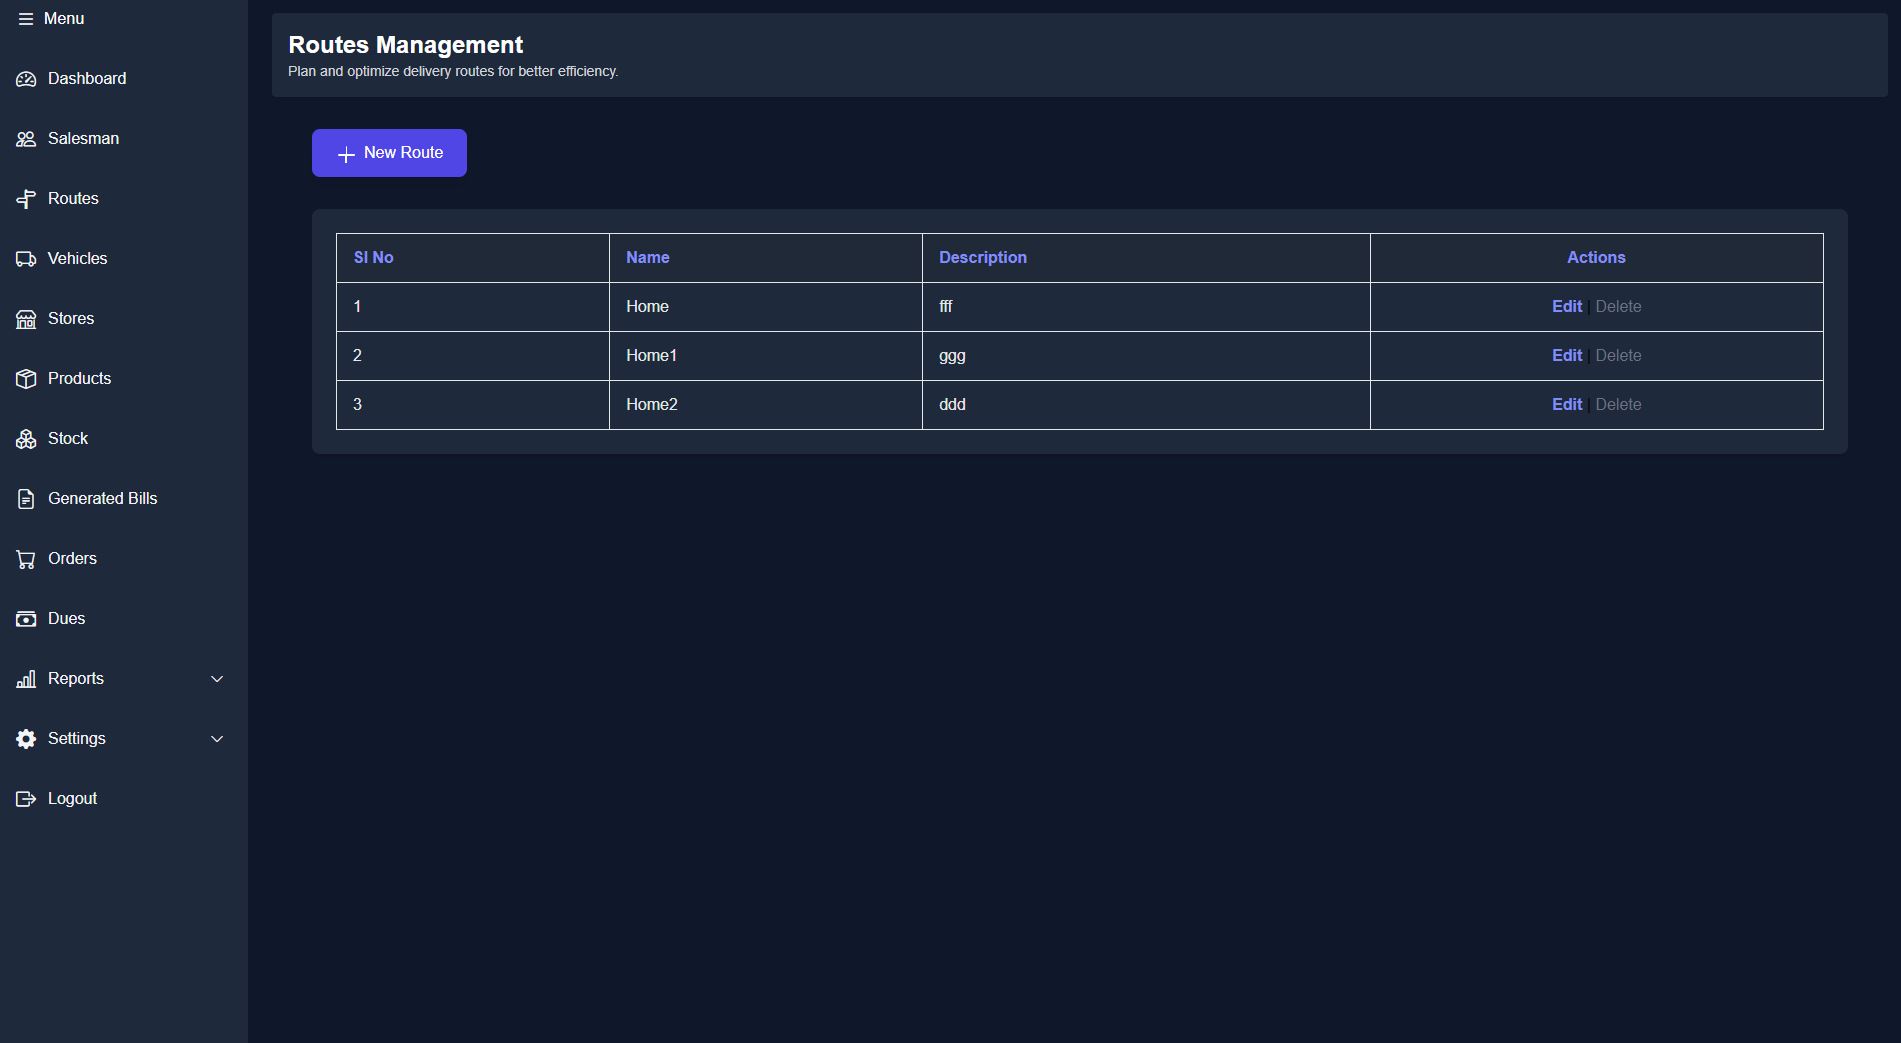 Menu
Dashboard
Salesman
Routes
Vehicles
Stores
Products
Stock
Generated Bills
Orders
Dues
Reports
Settings
Logout
Routes Management
Plan and optimize delivery routes for better efficiency.
New Route
Sl No Name Description Actions
1 Home fff Edit | Delete
2 Home1 ggg Edit | Delete
3 Home2 ddd Edit | Delete